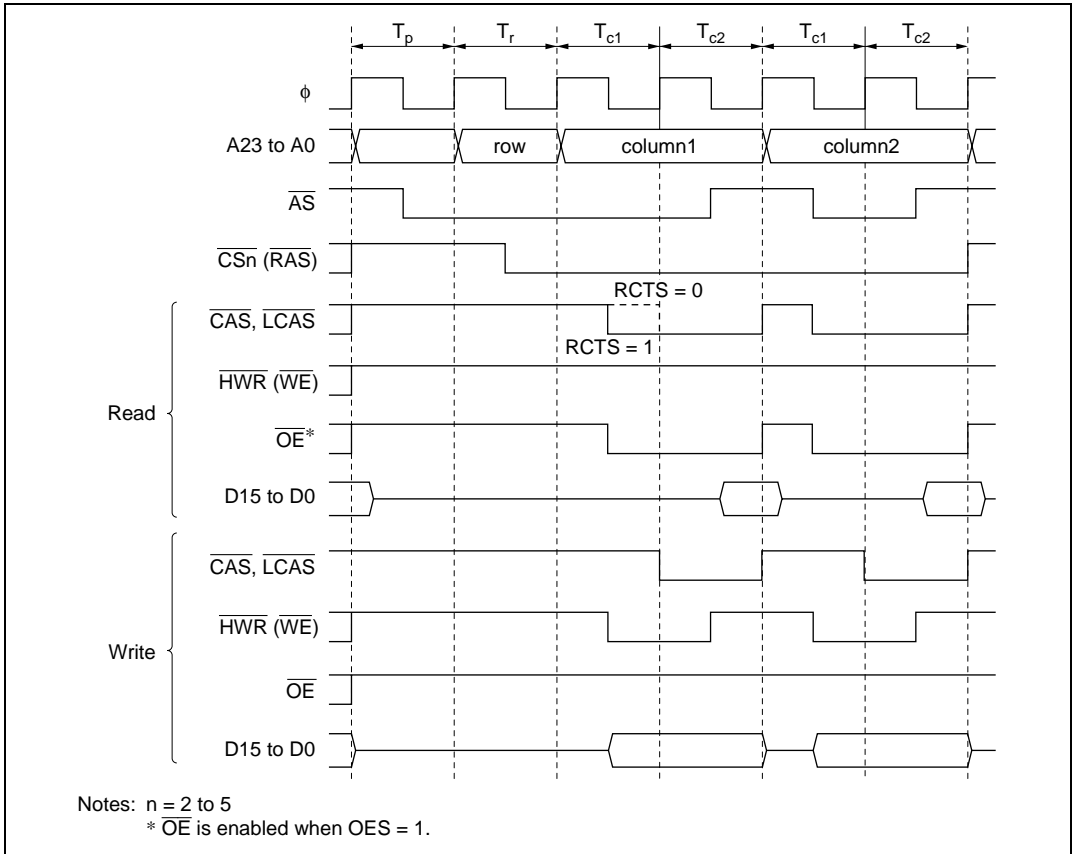 Tp Tr Tc1 Tc2 Tc1 Tc2
φ
A23 to A0 row column1 column2
AS
CSn (RAS)
RCTS = 0
CAS, LCAS
RCTS = 1
HWR (WE)
Read
OE*
D15 to D0
CAS, LCAS
HWR (WE)
Write
OE
D15 to D0
Notes: n = 2 to 5
* OE is enabled when OES = 1.